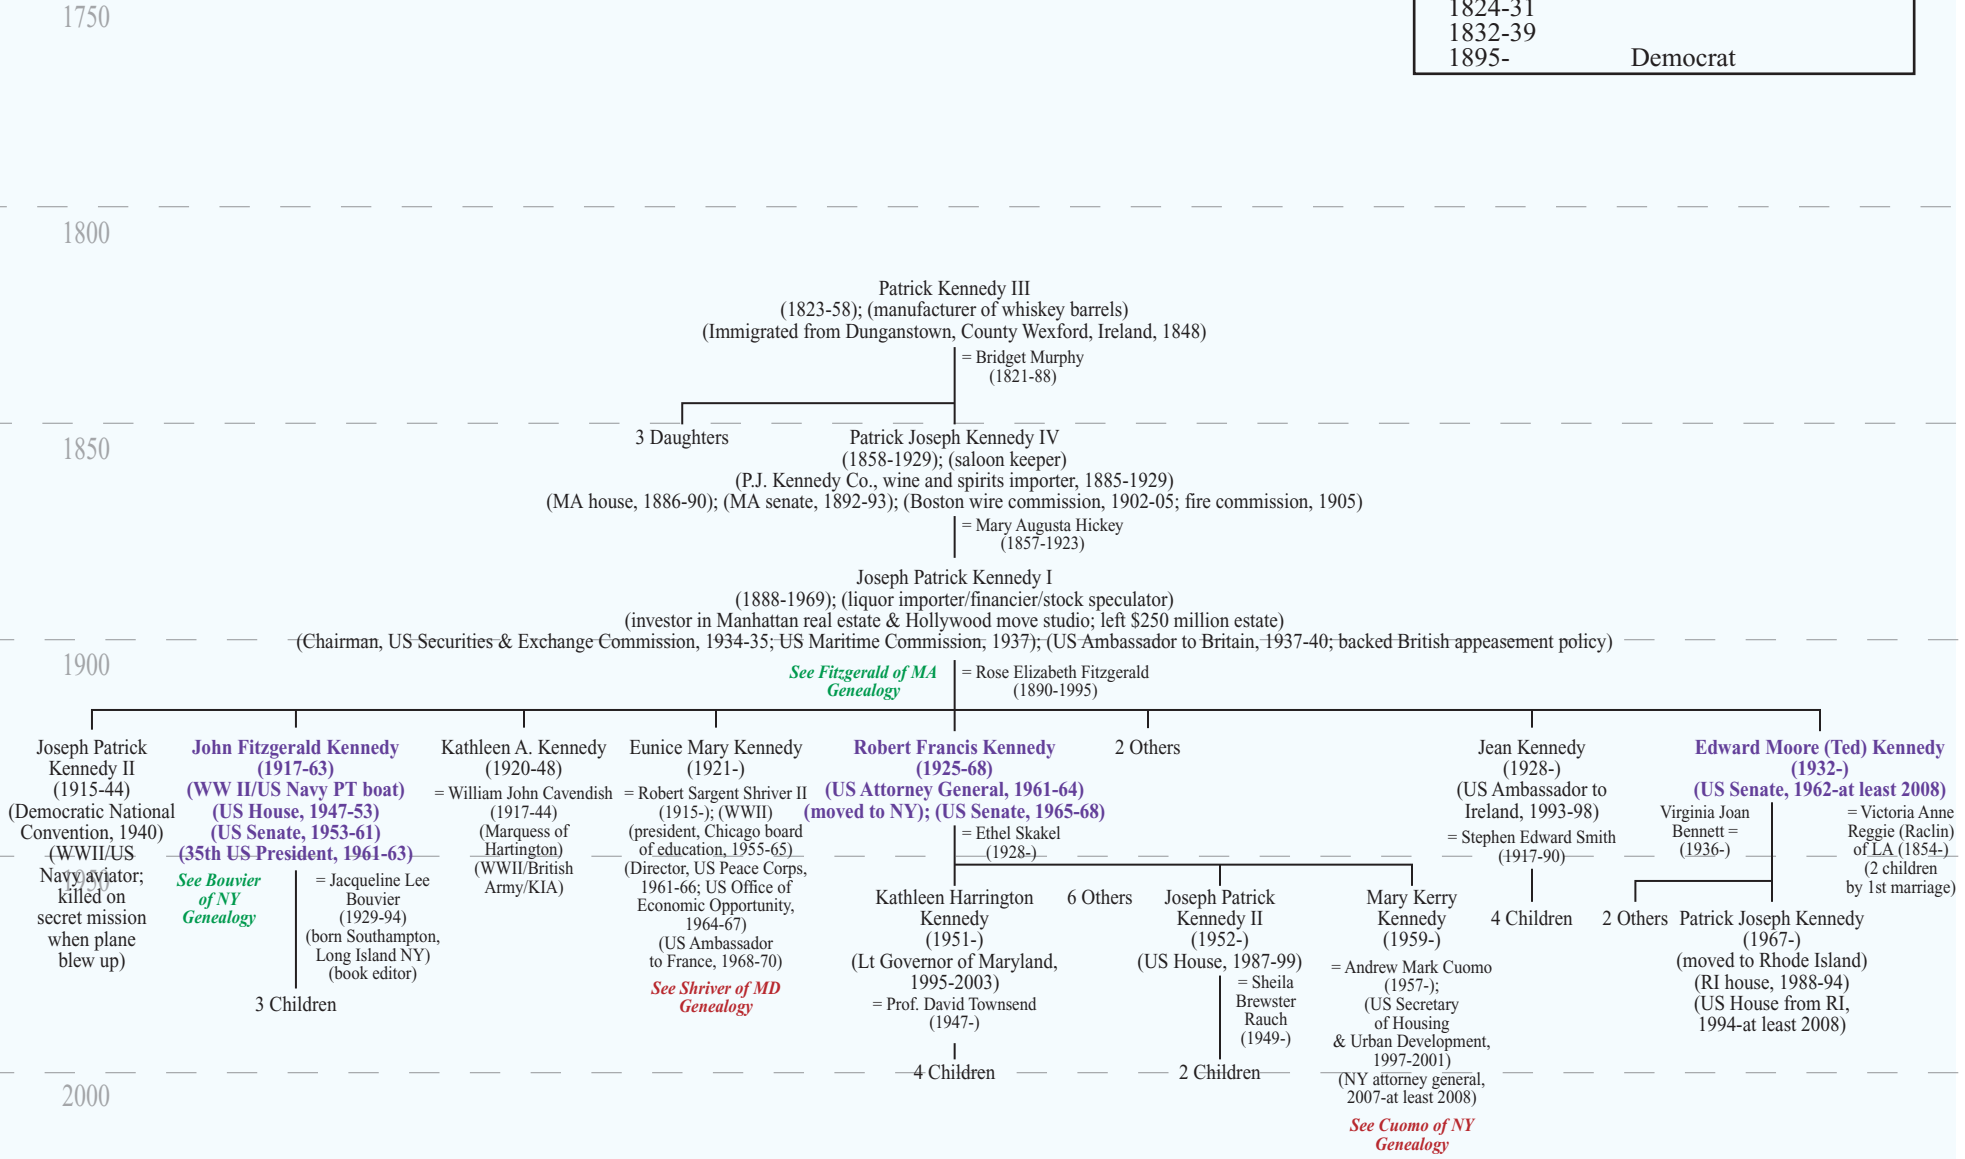 1750
1824-31
1832-39
1895- Democrat
1800
Patrick Kennedy III
(1823-58); (manufacturer of whiskey barrels)
(Immigrated from Dunganstown, County Wexford, Ireland, 1848)
= Bridget Murphy
(1821-88)
1850
3 Daughters
Patrick Joseph Kennedy IV
(1858-1929); (saloon keeper)
(P.J. Kennedy Co., wine and spirits importer, 1885-1929)
(MA house, 1886-90); (MA senate, 1892-93); (Boston wire commission, 1902-05; fire commission, 1905)
= Mary Augusta Hickey
(1857-1923)
Joseph Patrick Kennedy I
(1888-1969); (liquor importer/financier/stock speculator)
(investor in Manhattan real estate & Hollywood move studio; left $250 million estate)
(Chairman, US Securities & Exchange Commission, 1934-35; US Maritime Commission, 1937); (US Ambassador to Britain, 1937-40; backed British appeasement policy)
1900
See Fitzgerald of MA
Genealogy
= Rose Elizabeth Fitzgerald
(1890-1995)
Joseph Patrick
Kennedy II
(1915-44)
(Democratic National
Convention, 1940)
(WWII/US
Navy aviator;
killed on
secret mission
when plane
blew up)
1950
John Fitzgerald Kennedy
(1917-63)
(WW II/US Navy PT boat)
(US House, 1947-53)
(US Senate, 1953-61)
(35th US President, 1961-63)
See Bouvier
of NY
Genealogy
= Jacqueline Lee
Bouvier
(1929-94)
(born Southampton,
Long Island NY)
(book editor)
3 Children
Kathleen A. Kennedy
(1920-48)
= William John Cavendish
(1917-44)
(Marquess of
Hartington)
(WWII/British
Army/KIA)
Eunice Mary Kennedy
(1921-)
= Robert Sargent Shriver II
(1915-); (WWII)
(president, Chicago board
of education, 1955-65)
(Director, US Peace Corps,
1961-66; US Office of
Economic Opportunity,
1964-67)
(US Ambassador
to France, 1968-70)
See Shriver of MD
Genealogy
Robert Francis Kennedy
(1925-68)
(US Attorney General, 1961-64)
(moved to NY); (US Senate, 1965-68)
= Ethel Skakel
(1928-)
Kathleen Harrington
Kennedy
(1951-)
(Lt Governor of Maryland,
1995-2003)
= Prof. David Townsend
(1947-)
4 Children
6 Others
Joseph Patrick
Kennedy II
(1952-)
(US House, 1987-99)
= Sheila
Brewster
Rauch
(1949-)
2 Children
Mary Kerry
Kennedy
(1959-)
= Andrew Mark Cuomo
(1957-);
(US Secretary
of Housing
& Urban Development,
1997-2001)
(NY attorney general,
2007-at least 2008)
See Cuomo of NY
Genealogy
2 Others
Jean Kennedy
(1928-)
(US Ambassador to
Ireland, 1993-98)
= Stephen Edward Smith
(1917-90)
4 Children
Edward Moore (Ted) Kennedy
(1932-)
(US Senate, 1962-at least 2008)
Virginia Joan
Bennett =
(1936-)
= Victoria Anne
Reggie (Raclin)
of LA (1854-)
(2 children
by 1st marriage)
2 Others
Patrick Joseph Kennedy
(1967-)
(moved to Rhode Island)
(RI house, 1988-94)
(US House from RI,
1994-at least 2008)
2000